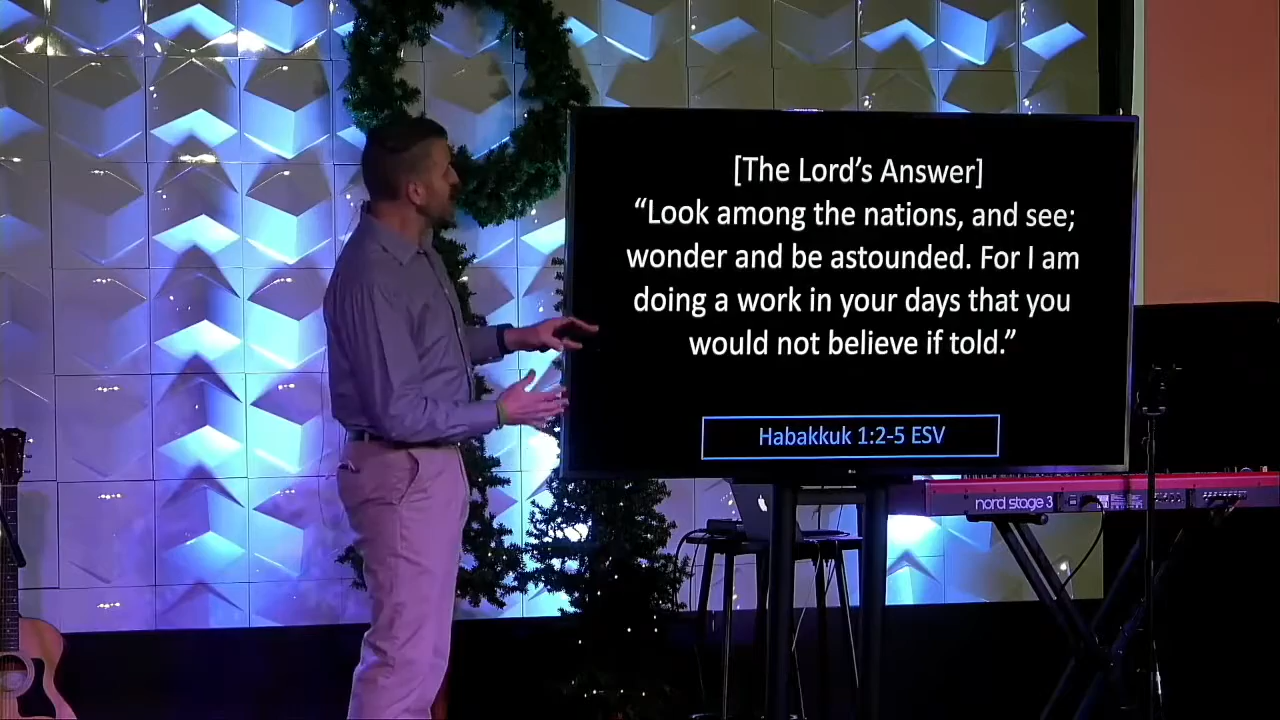 [The Lord's Answer]
“Look among the nations, and see;
wonder and be astounded. For I am
doing a work in your days that you
would not believe if told.”
Habakkuk 1:2-5 ESV
LG
nord stage 3